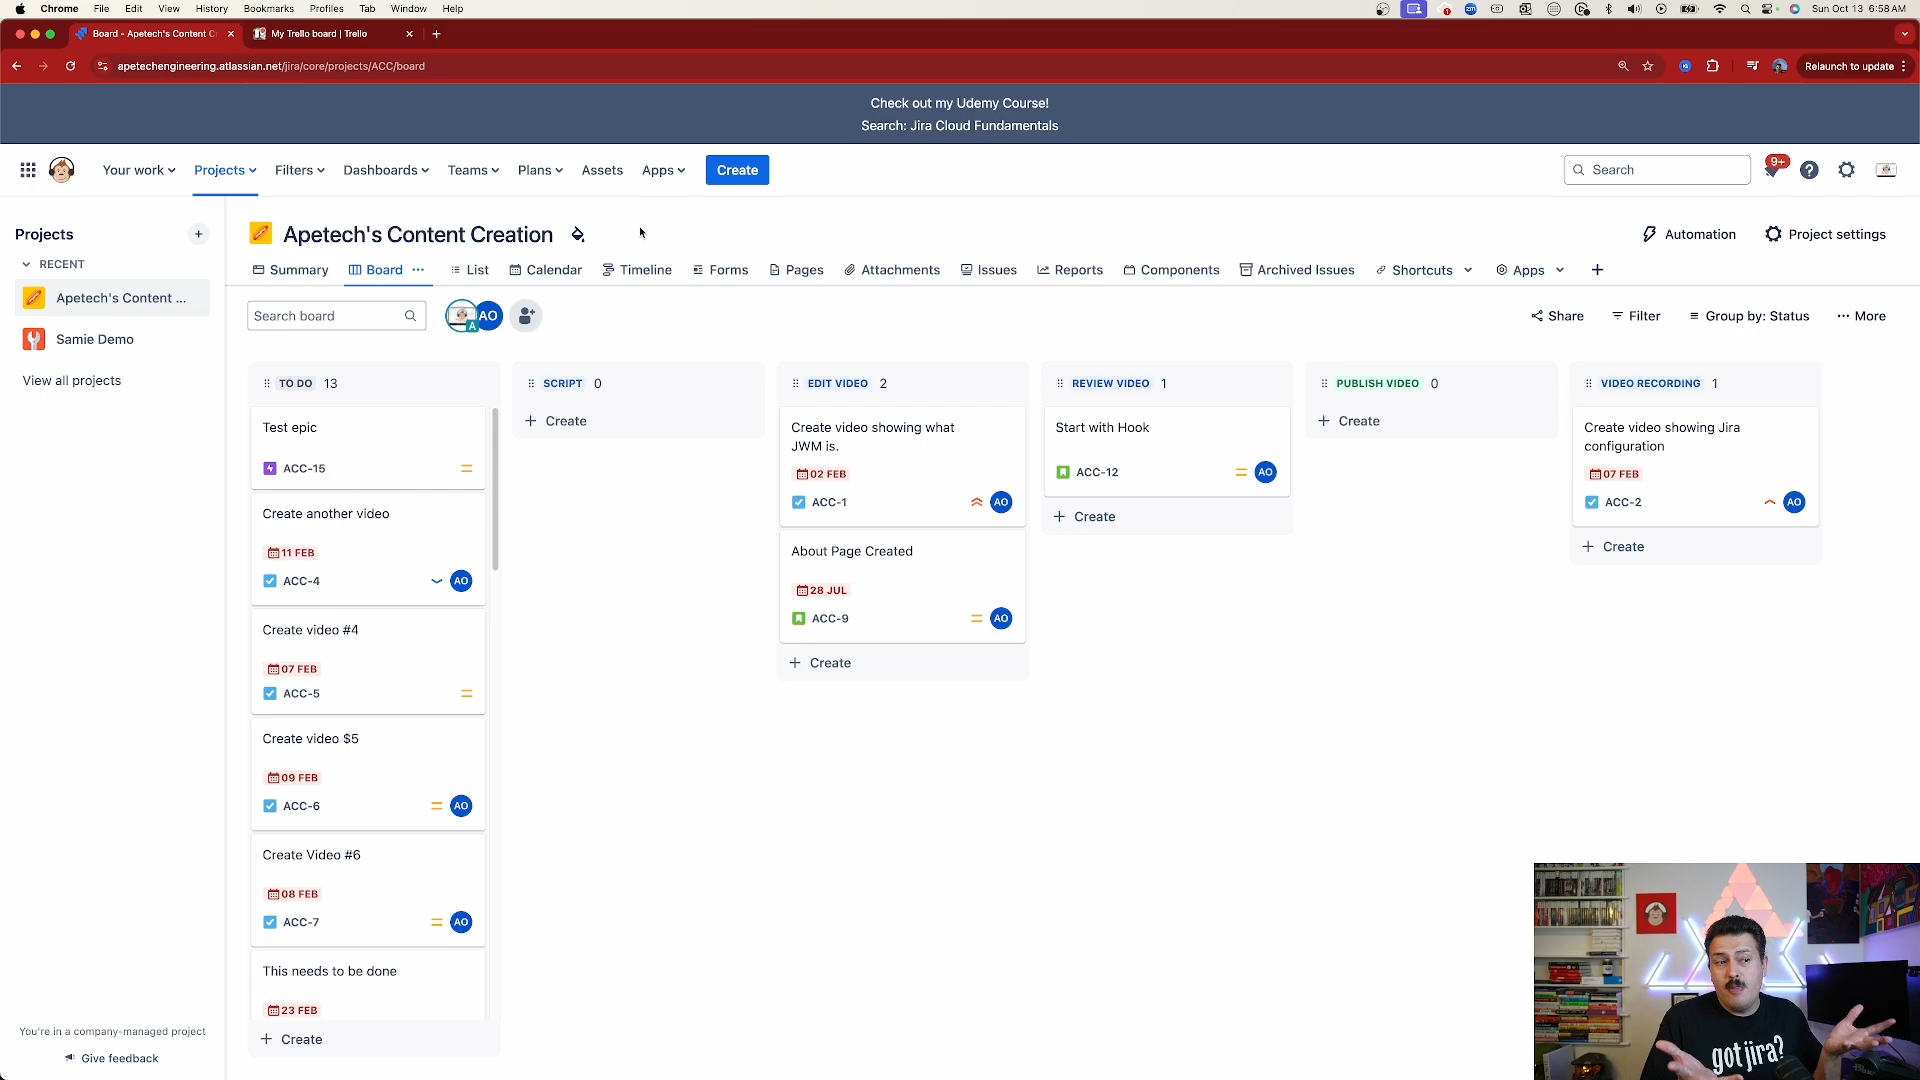 Chrome File Edit View History Bookmarks Profiles Tab Window Help
Sun Oct 13 6:58 AM
Board - Apetech's Content C
My Trello board | Trello
apetechengineering.atlassian.net/jira/core/projects/ACC/board
Relaunch to update
Check out my Udemy Course!
Search: Jira Cloud Fundamentals
Your work Projects Filters Dashboards Teams Plans Assets Apps Create
Search
9+
Projects
RECENT
Apetech's Content ...
Samie Demo
View all projects
You're in a company-managed project
Give feedback
Apetech's Content Creation
Automation
Project settings
Summary Board List Calendar Timeline Forms Pages Attachments Issues Reports Components Archived Issues Shortcuts Apps
Search board
A
AO
Share
Filter
Group by: Status
More
TO DO 13
Test epic
ACC-15
Create another video
11 FEB
ACC-4
AO
Create video #4
07 FEB
ACC-5
Create video $5
09 FEB
ACC-6
AO
Create Video #6
08 FEB
ACC-7
AO
This needs to be done
23 FEB
Create
SCRIPT 0
Create
EDIT VIDEO 2
Create video showing what
JWM is.
02 FEB
ACC-1
AO
About Page Created
28 JUL
ACC-9
AO
Create
REVIEW VIDEO 1
Start with Hook
ACC-12
AO
Create
PUBLISH VIDEO 0
Create
VIDEO RECORDING 1
Create video showing Jira
configuration
07 FEB
ACC-2
AO
Create
got jira?